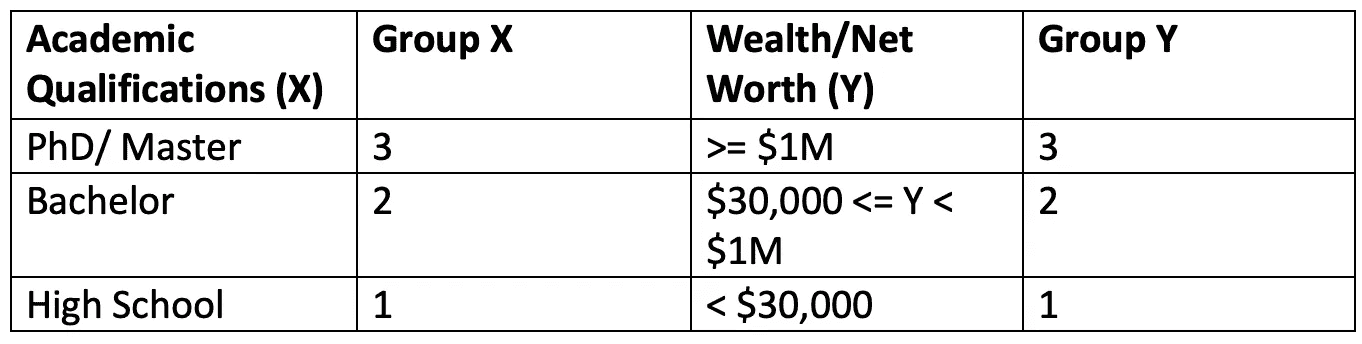 Academic Qualifications (X) Group X Wealth/Net Worth (Y) Group Y
PhD/ Master 3 >= $1M 3
Bachelor 2 $30,000 <= Y < $1M 2
High School 1 < $30,000 1